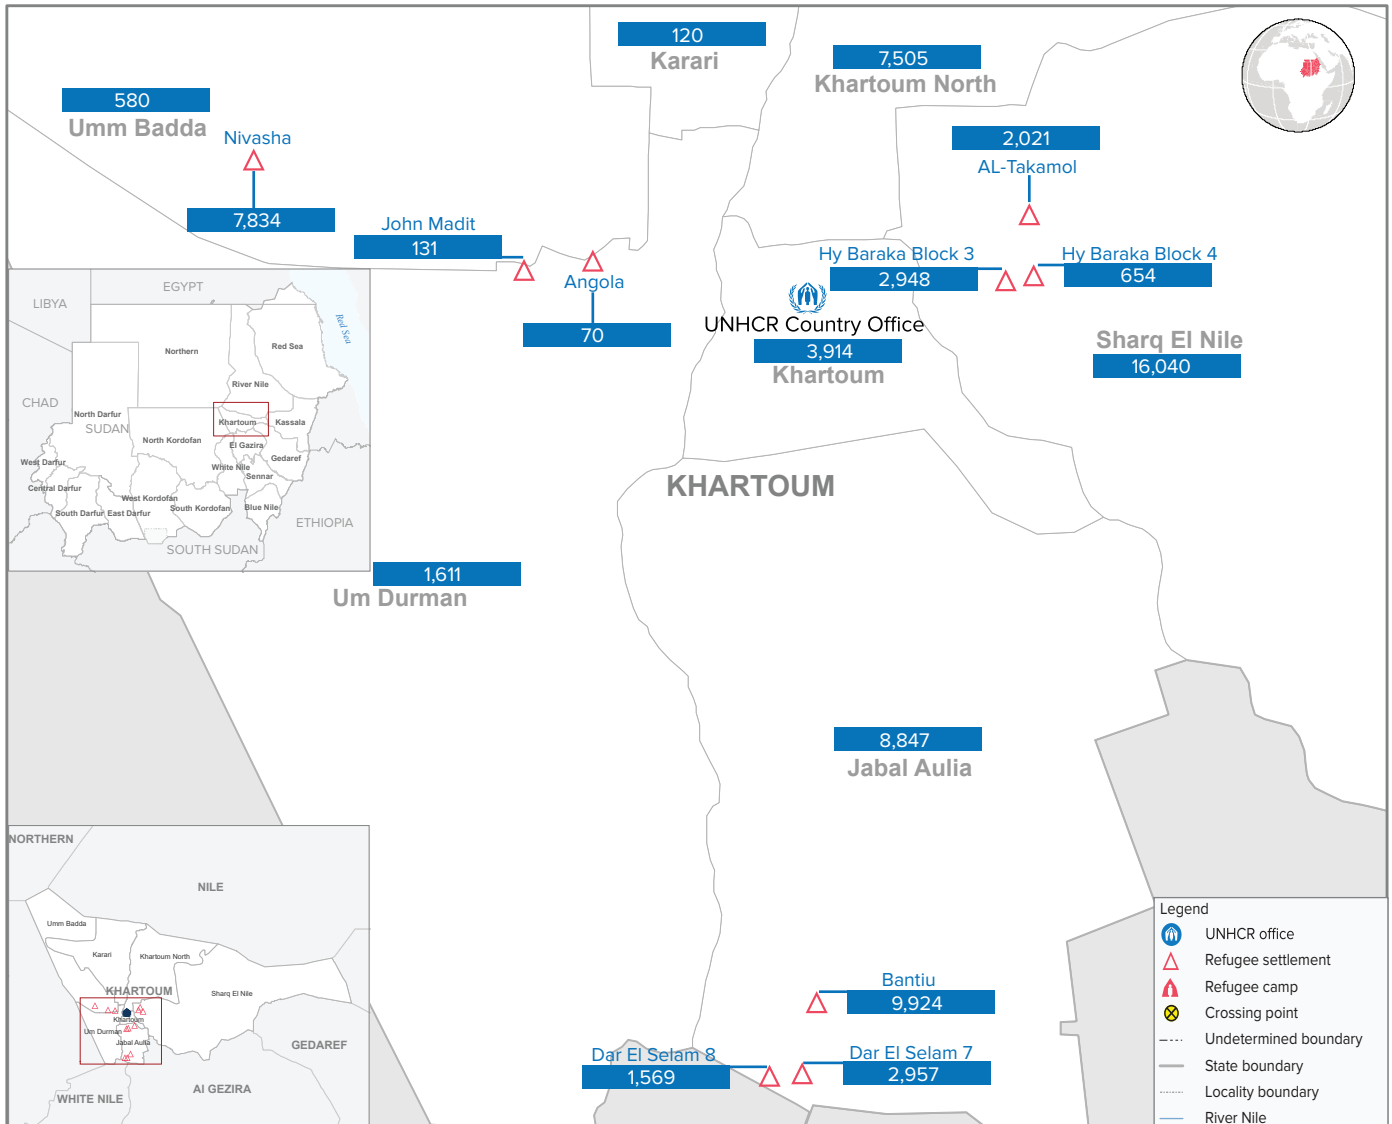 120
Karari
7,505
Khartoum North
580
Umm Badda
Nivasha
7,834
2,021
AL-Takamol
John Madit
131
Angola
70
Hy Baraka Block 3
2,948
Hy Baraka Block 4
654
UNHCR Country Office
3,914
Khartoum
Sharq El Nile
16,040
KHARTOUM
LIBYA
EGYPT
Red Sea
Northern
Red Sea
River Nile
CHAD
North Darfur
SUDAN
Khartoum
Kassala
North Kordofan
El Gazira
Gedaref
West Darfur
White Nile
Sennar
Central Darfur
West Kordofan
South Darfur
East Darfur
South Kordofan
Blue Nile
ETHIOPIA
SOUTH SUDAN
1,611
Um Durman
8,847
Jabal Aulia
NORTHERN
NILE
Umm Badda
Karari
Khartoum North
KHARTOUM
Sharq El Nile
Khartoum
Um Durman
Jabal Aulia
GEDAREF
Al GEZIRA
WHITE NILE
Bantiu
9,924
Dar El Selam 8
1,569
Dar El Selam 7
2,957
Legend
UNHCR office
Refugee settlement
Refugee camp
Crossing point
Undetermined boundary
State boundary
Locality boundary
River Nile